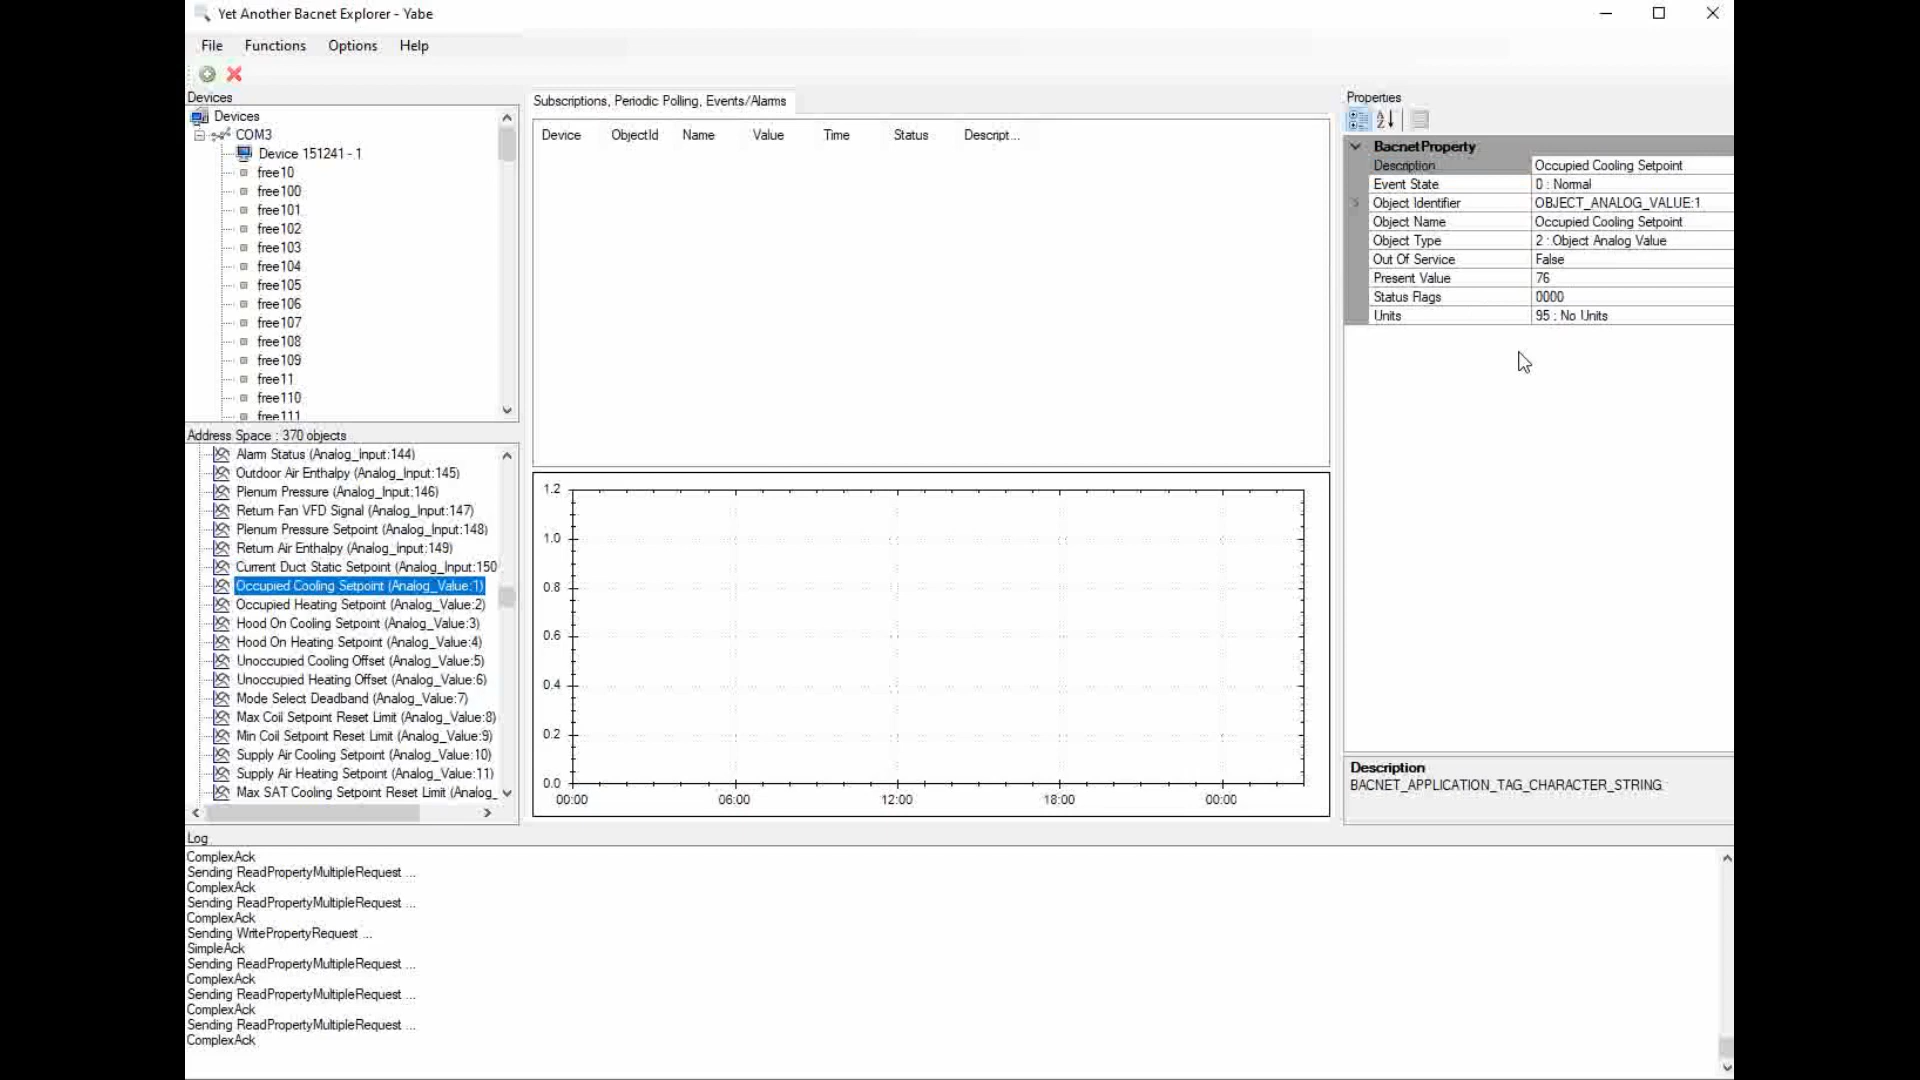 Yet Another Bacnet Explorer - Yabe
File Functions Options Help
Devices
Devices
COM3
Device 151241 - 1
free10
free100
free101
free102
free103
free104
free105
free106
free107
free108
free109
free11
free110
free111
Address Space : 370 objects
Alarm Status (Analog_Input:144)
Outdoor Air Enthalpy (Analog_Input:145)
Plenum Pressure (Analog_Input:146)
Return Fan VFD Signal (Analog_Input:147)
Plenum Pressure Setpoint (Analog_Input:148)
Return Air Enthalpy (Analog_Input:149)
Current Duct Static Setpoint (Analog_Input:150
Occupied Cooling Setpoint (Analog_Value:1)
Occupied Heating Setpoint (Analog_Value:2)
Hood On Cooling Setpoint (Analog_Value:3)
Hood On Heating Setpoint (Analog_Value:4)
Unoccupied Cooling Offset (Analog_Value:5)
Unoccupied Heating Offset (Analog_Value:6)
Mode Select Deadband (Analog_Value:7)
Max Coil Setpoint Reset Limit (Analog_Value:8)
Min Coil Setpoint Reset Limit (Analog_Value:9)
Supply Air Cooling Setpoint (Analog_Value:10)
Supply Air Heating Setpoint (Analog_Value:11)
Max SAT Cooling Setpoint Reset Limit (Analog_
Subscriptions, Periodic Polling, Events/Alarms
Device ObjectId Name Value Time Status Descript...
1.2
1.0
0.8
0.6
0.4
0.2
0.0
00:00 06:00 12:00 18:00 00:00
Properties
BacnetProperty
Description Occupied Cooling Setpoint
Event State 0 : Normal
Object Identifier OBJECT_ANALOG_VALUE:1
Object Name Occupied Cooling Setpoint
Object Type 2 : Object Analog Value
Out Of Service False
Present Value 76
Status Flags 0000
Units 95 : No Units
Description
BACNET_APPLICATION_TAG_CHARACTER_STRING
Log
ComplexAck
Sending ReadPropertyMultipleRequest ...
ComplexAck
Sending ReadPropertyMultipleRequest ...
ComplexAck
Sending WritePropertyRequest ...
SimpleAck
Sending ReadPropertyMultipleRequest ...
ComplexAck
Sending ReadPropertyMultipleRequest ...
ComplexAck
Sending ReadPropertyMultipleRequest ...
ComplexAck